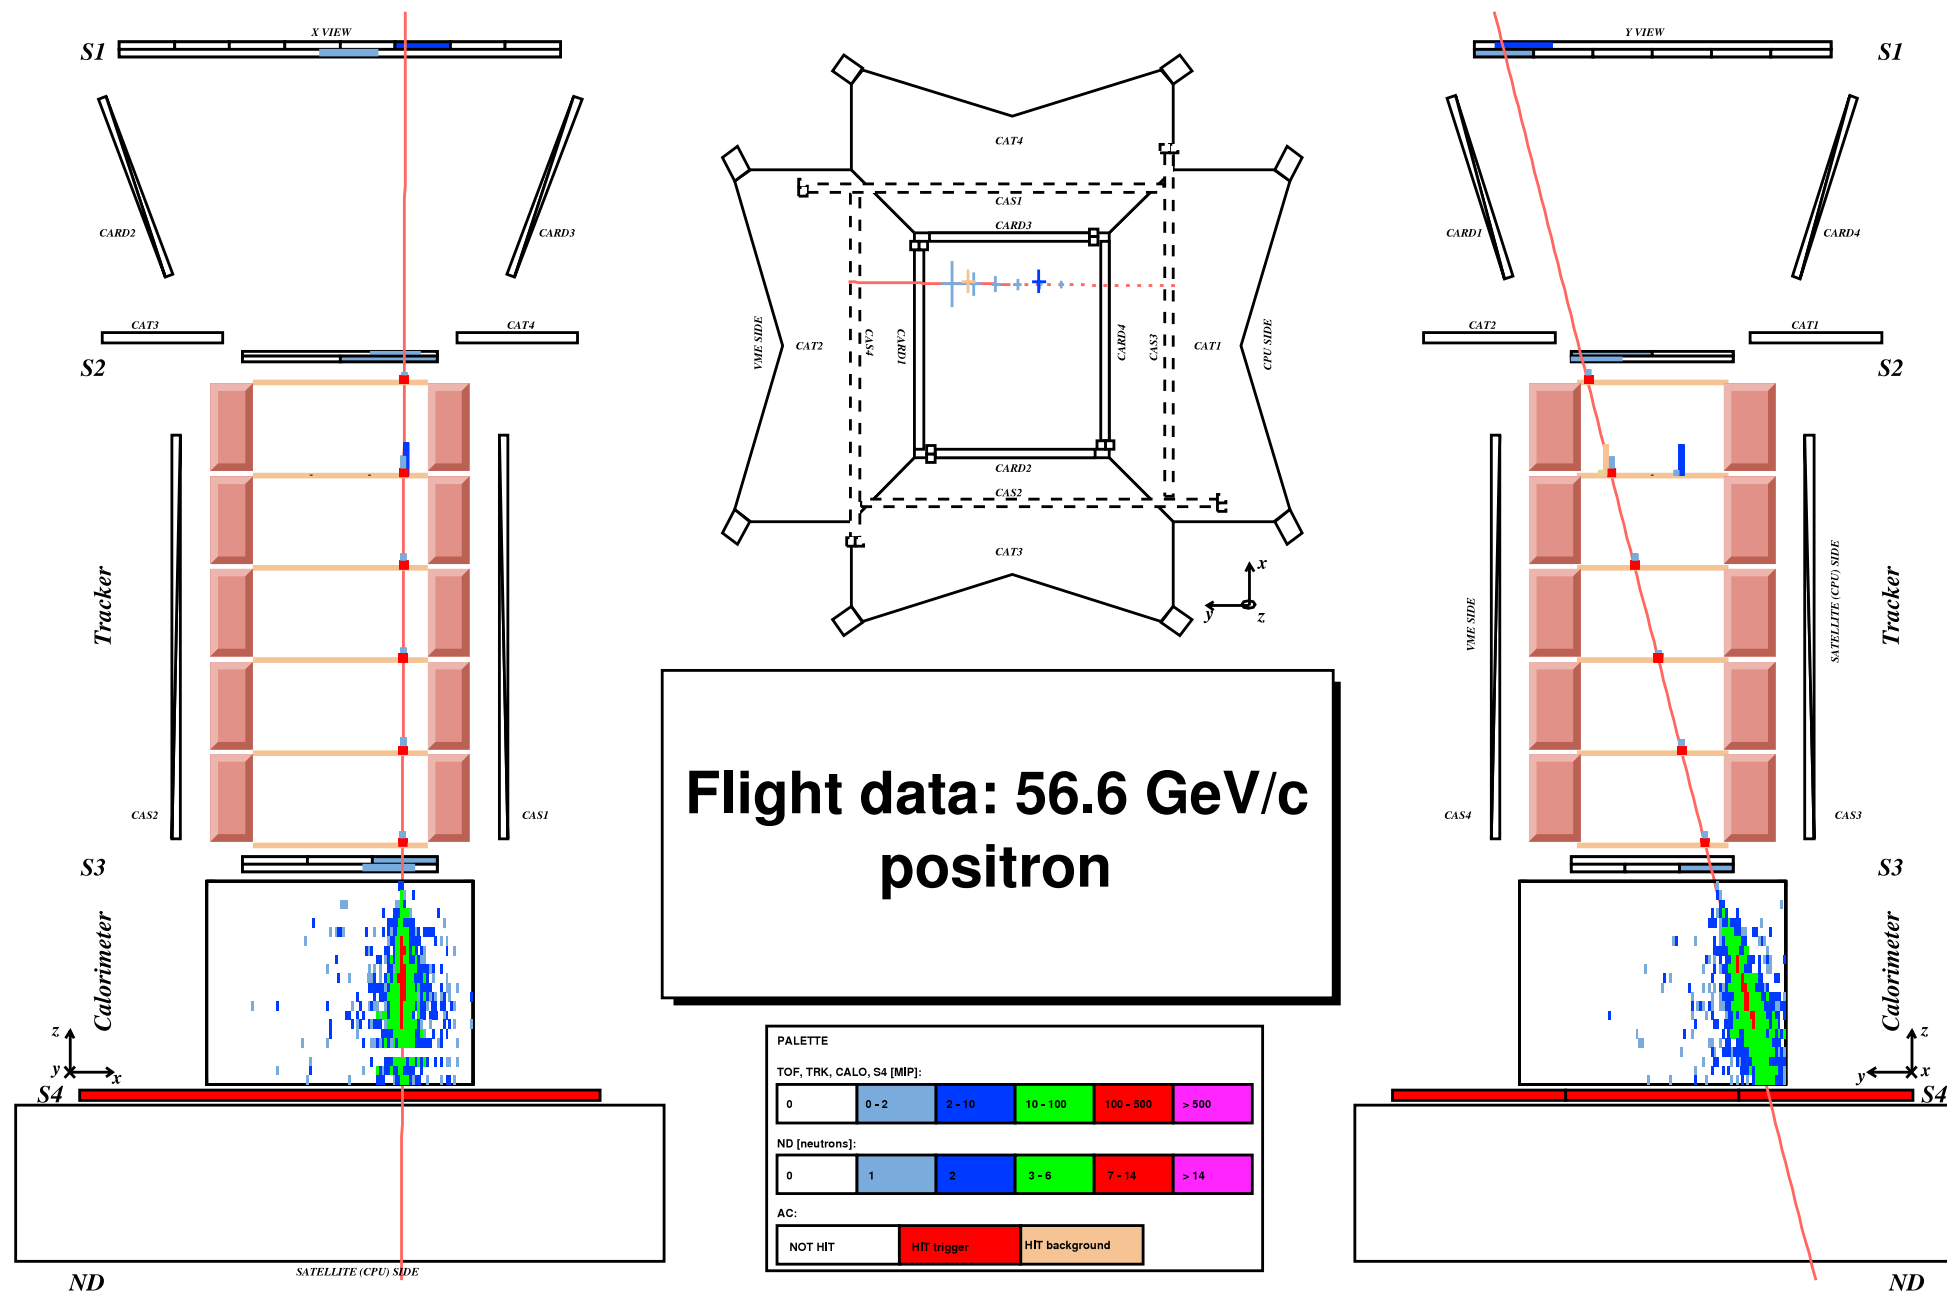 X VIEW
S1
CARD2
CARD3
CAT3
CAT4
S2
Tracker
CAS2
CAS1
S3
Calorimeter
z
y
x
S4
SATELLITE (CPU) SIDE
ND
CAT4
CAS1
CARD3
VME SIDE
CAT2
CAS4
CARD1
CARD4
CAS3
CAT1
CPU SIDE
CARD2
CAS2
CAT3
x
y
z
Flight data: 56.6 GeV/c
positron
PALETTE
TOF, TRK, CALO, S4 [MIP]:
0 0 - 2 2 - 10 10 - 100 100 - 500 > 500
ND [neutrons]:
0 1 2 3 - 6 7 - 14 > 14
AC:
NOT HIT HIT trigger HIT background
Y VIEW
S1
CARD1
CARD4
CAT2
CAT1
S2
VME SIDE
SATELLITE (CPU) SIDE
Tracker
CAS4
CAS3
S3
Calorimeter
z
y
x
S4
ND